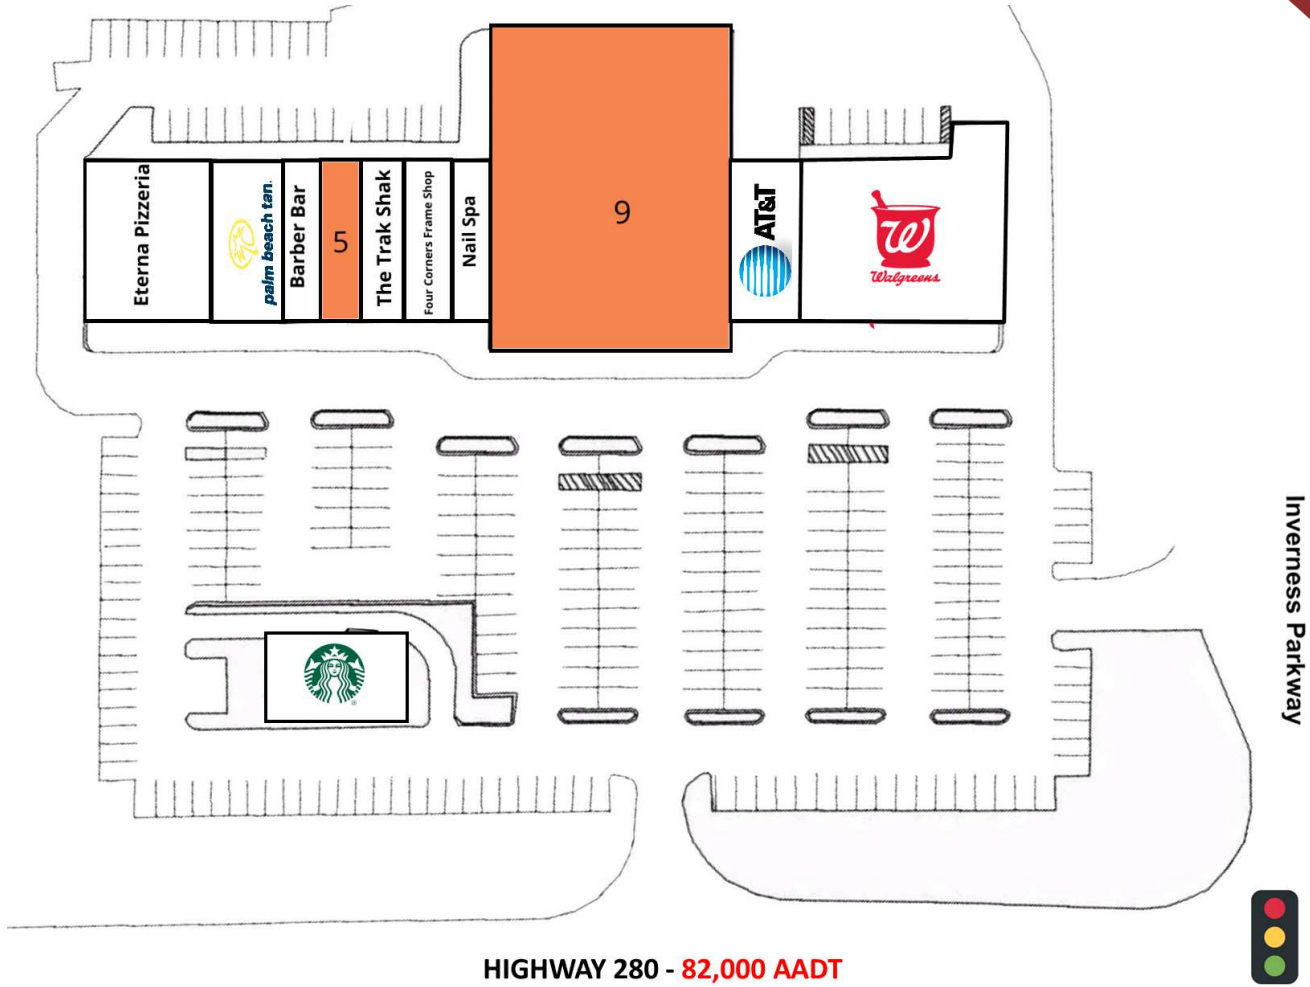 Eterna Pizzeria
palm beach tan.
Barber Bar
5
The Trak Shak
Four Corners Frame Shop
Nail Spa
9
AT&T
W
Walgreens
Inverness Parkway
HIGHWAY 280 - 82,000 AADT